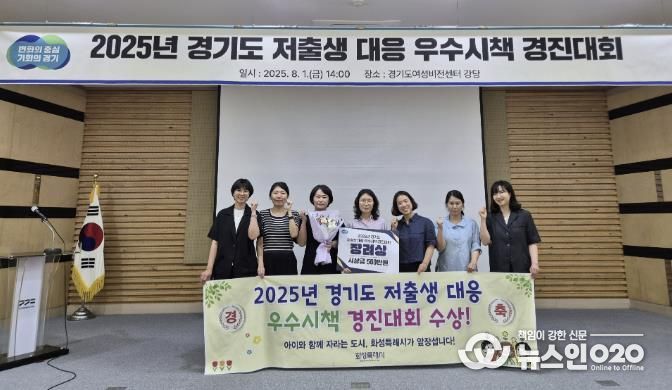 변화의 중심
기회의 경기
2025년 경기도 저출생 대응 우수시책 경진대회
일시 : 2025. 8. 1.(금) 14:00 장소 : 경기도여성비전센터 강당
장려상
시상금 50만원
경 축
2025년 경기도 저출생 대응
우수시책 경진대회 수상!
아이와 함께 자라는 도시, 화성특례시가 앞장섭니다!
화성특례시
책임이 강한 신문
뉴스인020
Online to Offline